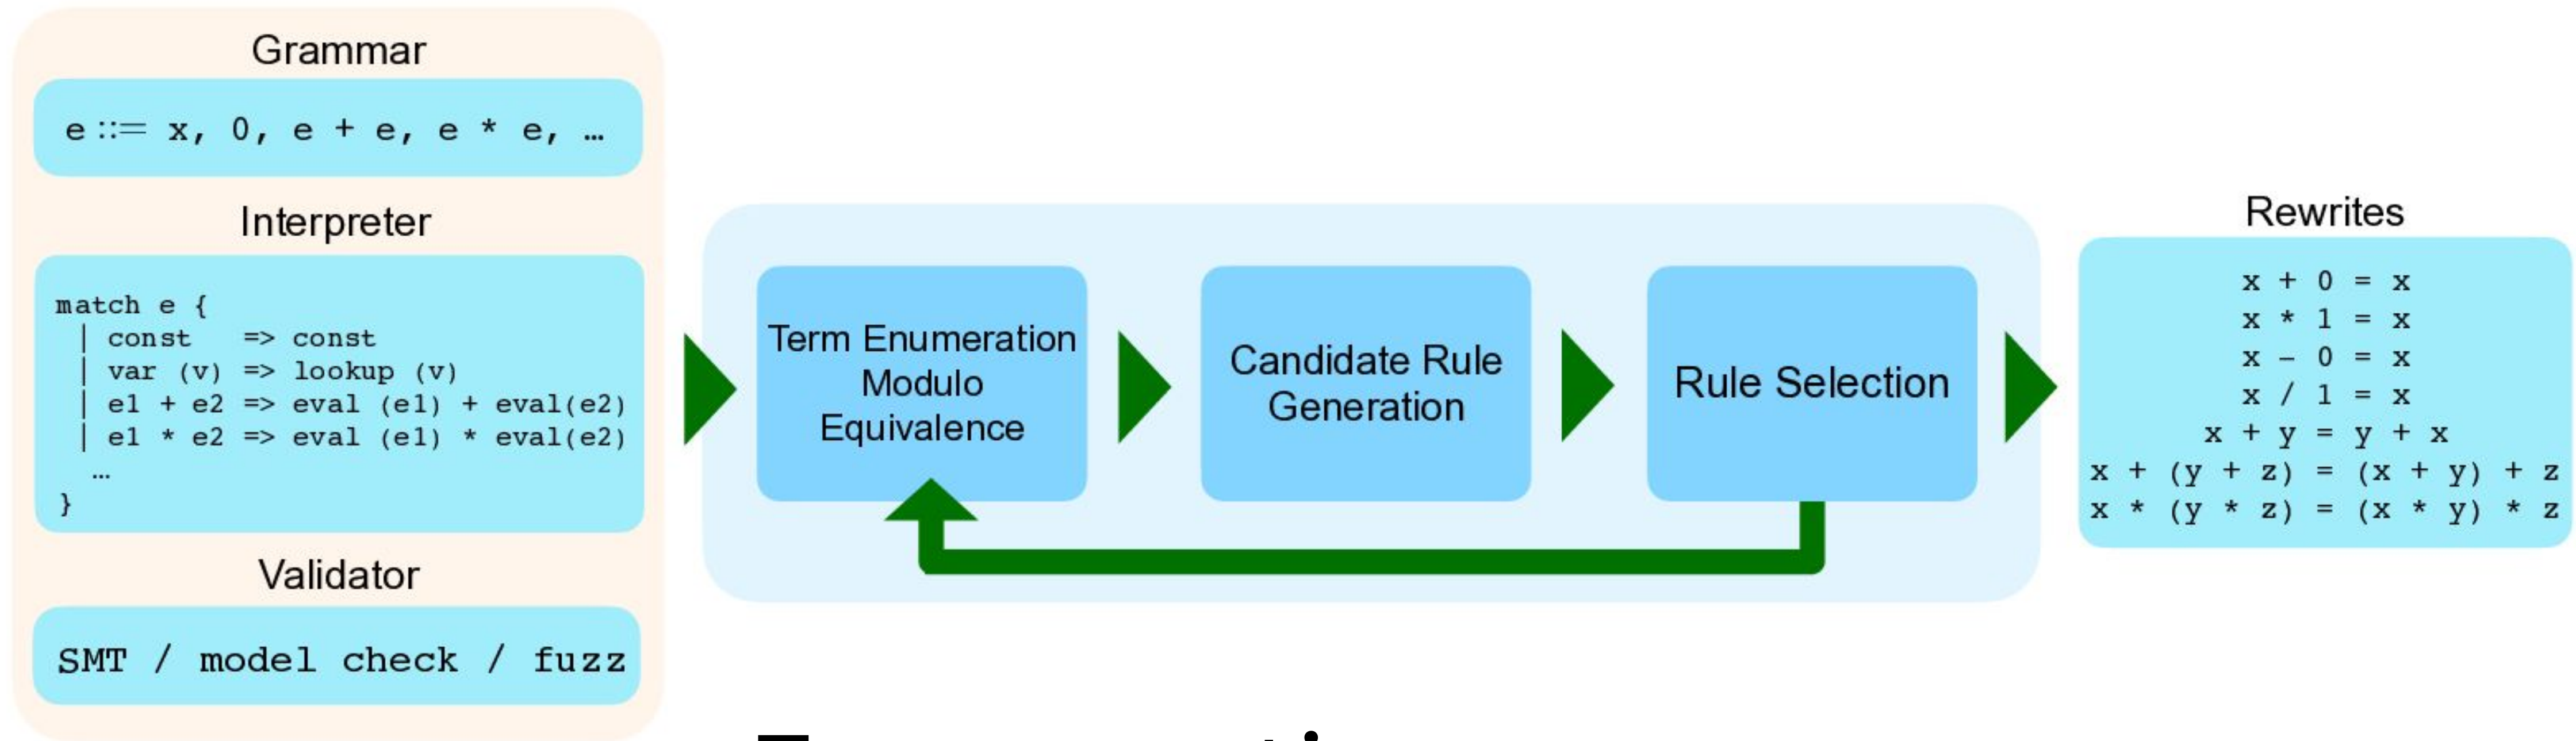 Grammar
e ::= x, 0, e + e, e * e, …
Interpreter
match e {
| const => const
| var (v) => lookup (v)
| e1 + e2 => eval (e1) + eval(e2)
| e1 * e2 => eval (e1) * eval(e2)
…
}
Validator
SMT / model check / fuzz
Term Enumeration
Modulo
Equivalence
Candidate Rule
Generation
Rule Selection
Rewrites
x + 0 = x
x * 1 = x
x – 0 = x
x / 1 = x
x + y = y + x
x + (y + z) = (x + y) + z
x * (y * z) = (x * y) * z